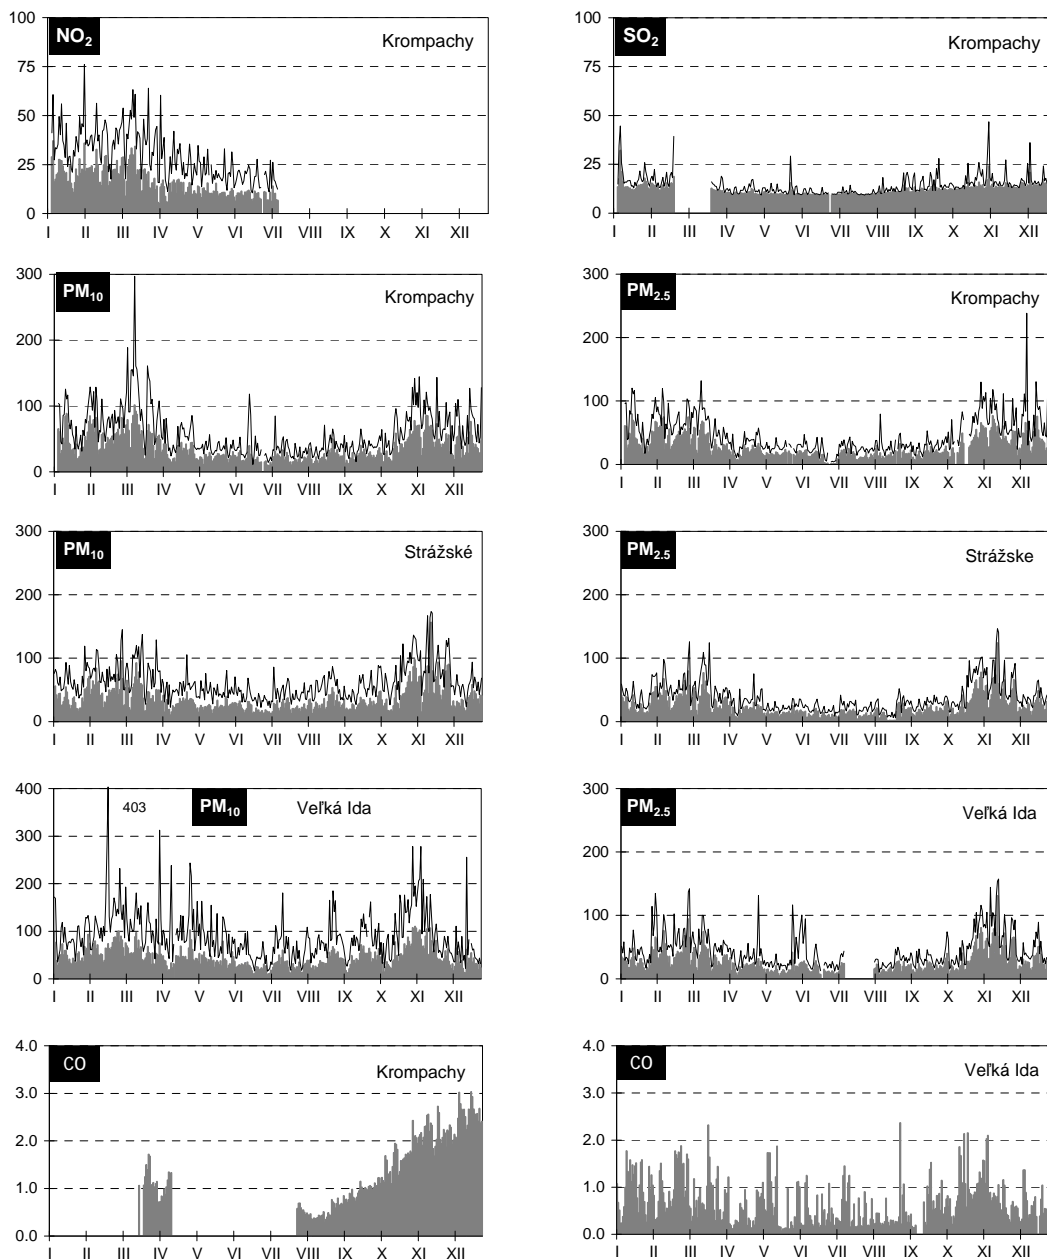 NO2
Krompachy
100
75
50
25
0
I II III IV V VI VII VIII IX X XI XII
SO2
Krompachy
100
75
50
25
0
I II III IV V VI VII VIII IX X XI XII
PM10
Krompachy
300
200
100
0
I II III IV V VI VII VIII IX X XI XII
PM2.5
Krompachy
300
200
100
0
I II III IV V VI VII VIII IX X XI XII
PM10
Strážské
300
200
100
0
I II III IV V VI VII VIII IX X XI XII
PM2.5
Strážske
300
200
100
0
I II III IV V VI VII VIII IX X XI XII
403
PM10
Veľká Ida
400
300
200
100
0
I II III IV V VI VII VIII IX X XI XII
PM2.5
Veľká Ida
300
200
100
0
I II III IV V VI VII VIII IX X XI XII
CO
Krompachy
4.0
3.0
2.0
1.0
0.0
I II III IV V VI VII VIII IX X XI XII
CO
Veľká Ida
4.0
3.0
2.0
1.0
0.0
I II III IV V VI VII VIII IX X XI XII